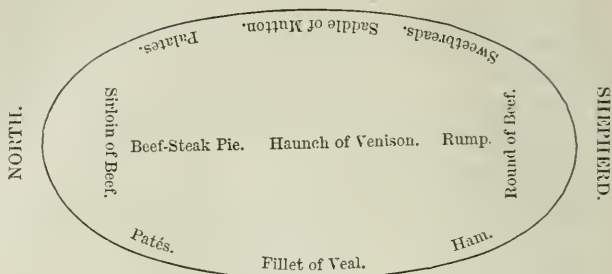 Palates.
Saddle of Mutton.
Sweetbreads.
NORTH.
Sirloin of Beef.
Beef-Steak Pie. Haunch of Venison. Rump.
Round of Beef.
SHEPHERD.
Patés.
Fillet of Veal.
Ham.